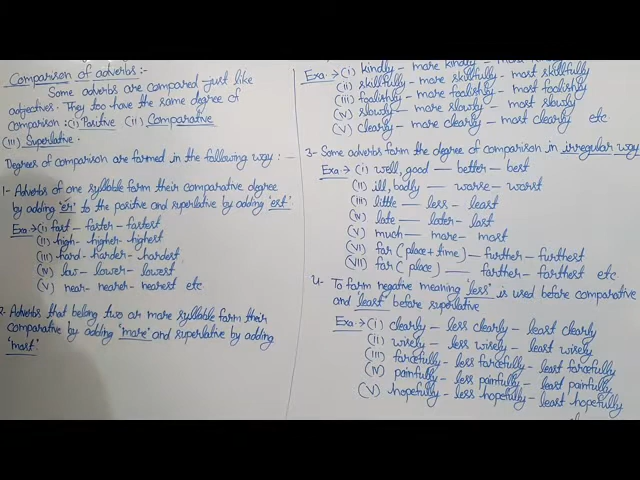 Comparison of adverbs:-
Some adverbs are compared just like
adjectives. They too have the same degree of
comparison: (i) Positive (ii) Comparative
(iii) Superlative.
Degrees of comparison are formed in the following way:
1- Adverbs of one syllable form their comparative degree
by adding 'er' to the positive and superlative by adding 'est'
Exa → (i) fast - faster - fastest
(ii) high - higher - highest
(iii) hard - harder - hardest
(iv) low - lower - lowest
(v) near - nearer - nearest etc
2. Adverbs that belong two or more syllable form their
comparative by adding 'more' and superlative by adding
'most'
Exa → (i) kindly - more kindly - most
(ii) skillfully - more skillfully - most skillfully
(iii) foolishly - more foolishly - most foolishly
(iv) slowly - more slowly - most slowly
(v) clearly - more clearly - most clearly etc
3- Some adverbs form the degree of comparison in irregular way
Exa → (i) well, good — better - best
(ii) ill, badly — worse - worst
(iii) little — less - least
(iv) late — later - last
(v) much — more - most
(vi) far (place + time) — further - furthest
(vii) far (place) — farther - farthest etc
4- To form negative meaning 'less' is used before comparative
and 'least' before superlative
Exa → (i) clearly - less clearly - least clearly
(ii) wisely - less wisely - least wisely
(iii) forcefully - less forcefully - least forcefully
(iv) painfully - less painfully - least painfully
(v) hopefully - less hopefully - least hopefully